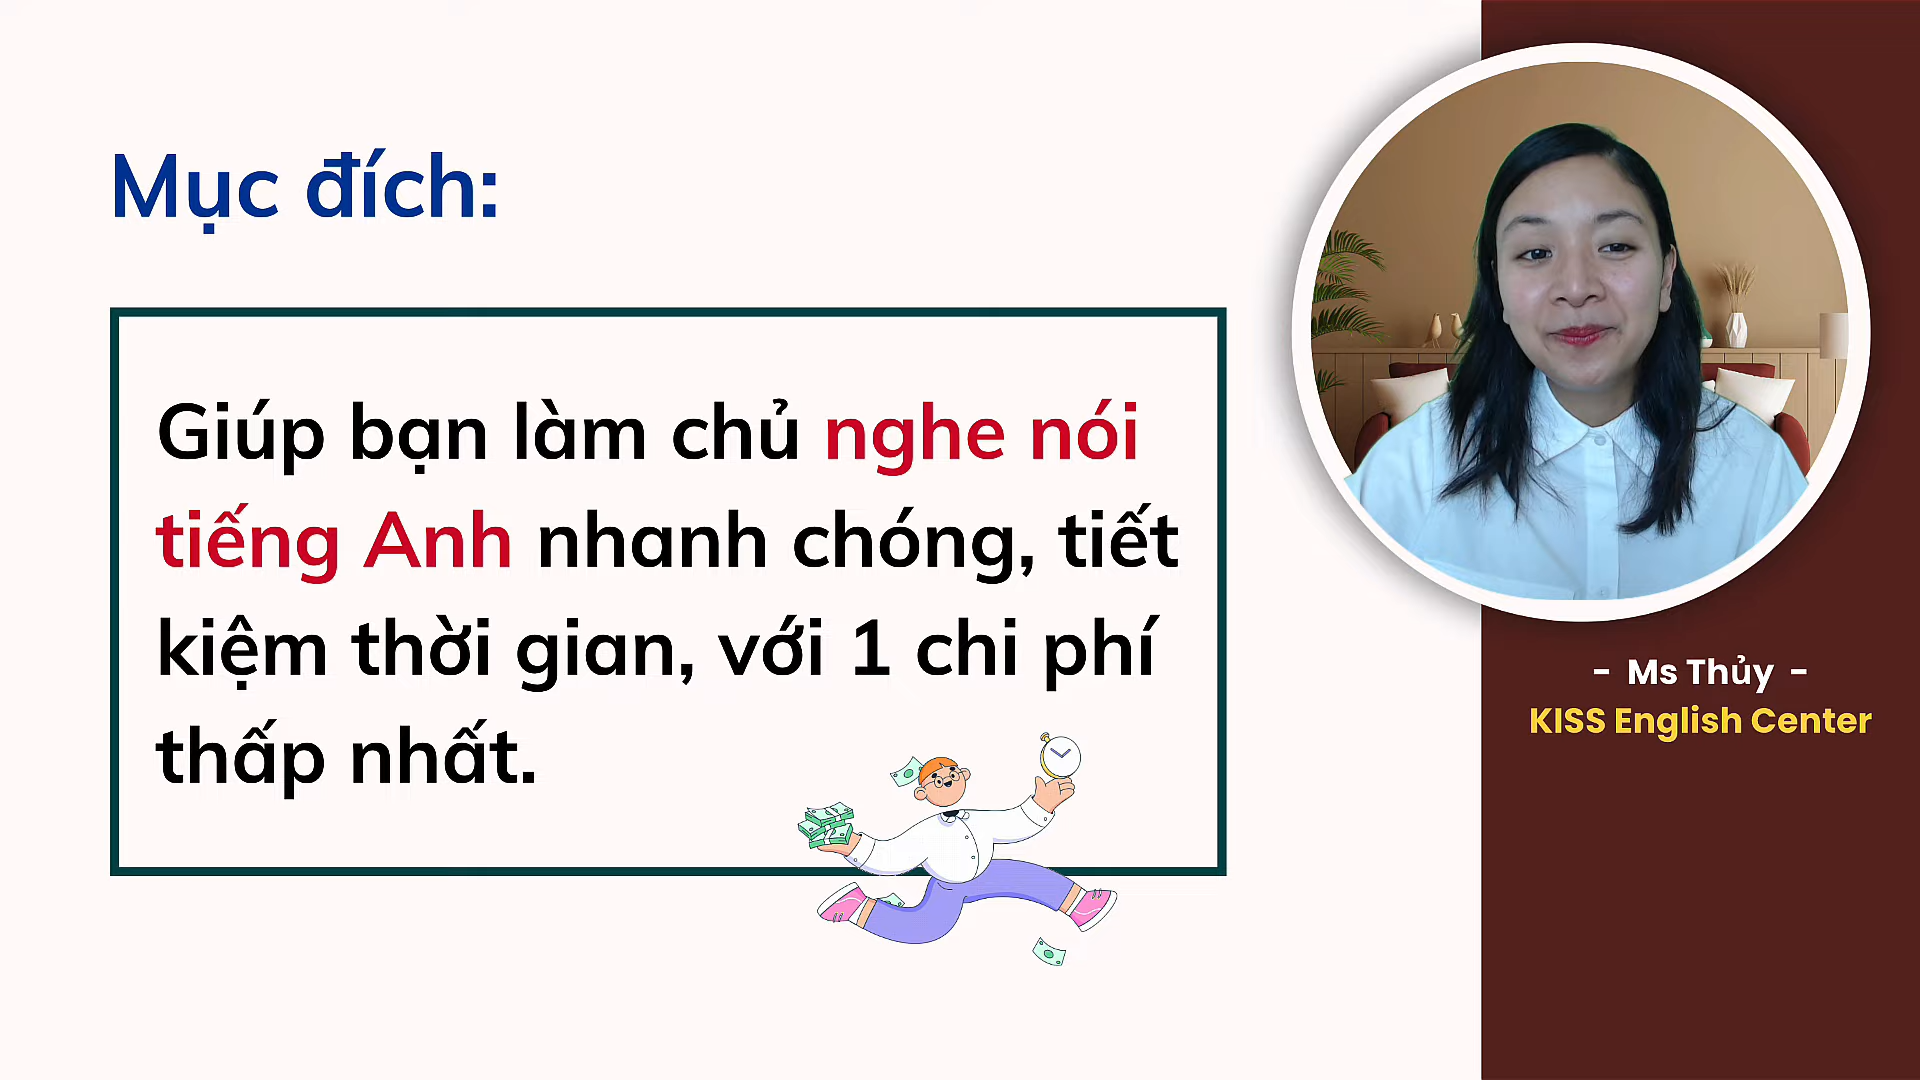 Mục đích:
Giúp bạn làm chủ nghe nói
tiếng Anh nhanh chóng, tiết
kiệm thời gian, với 1 chi phí
thấp nhất.
- Ms Thủy -
KISS English Center